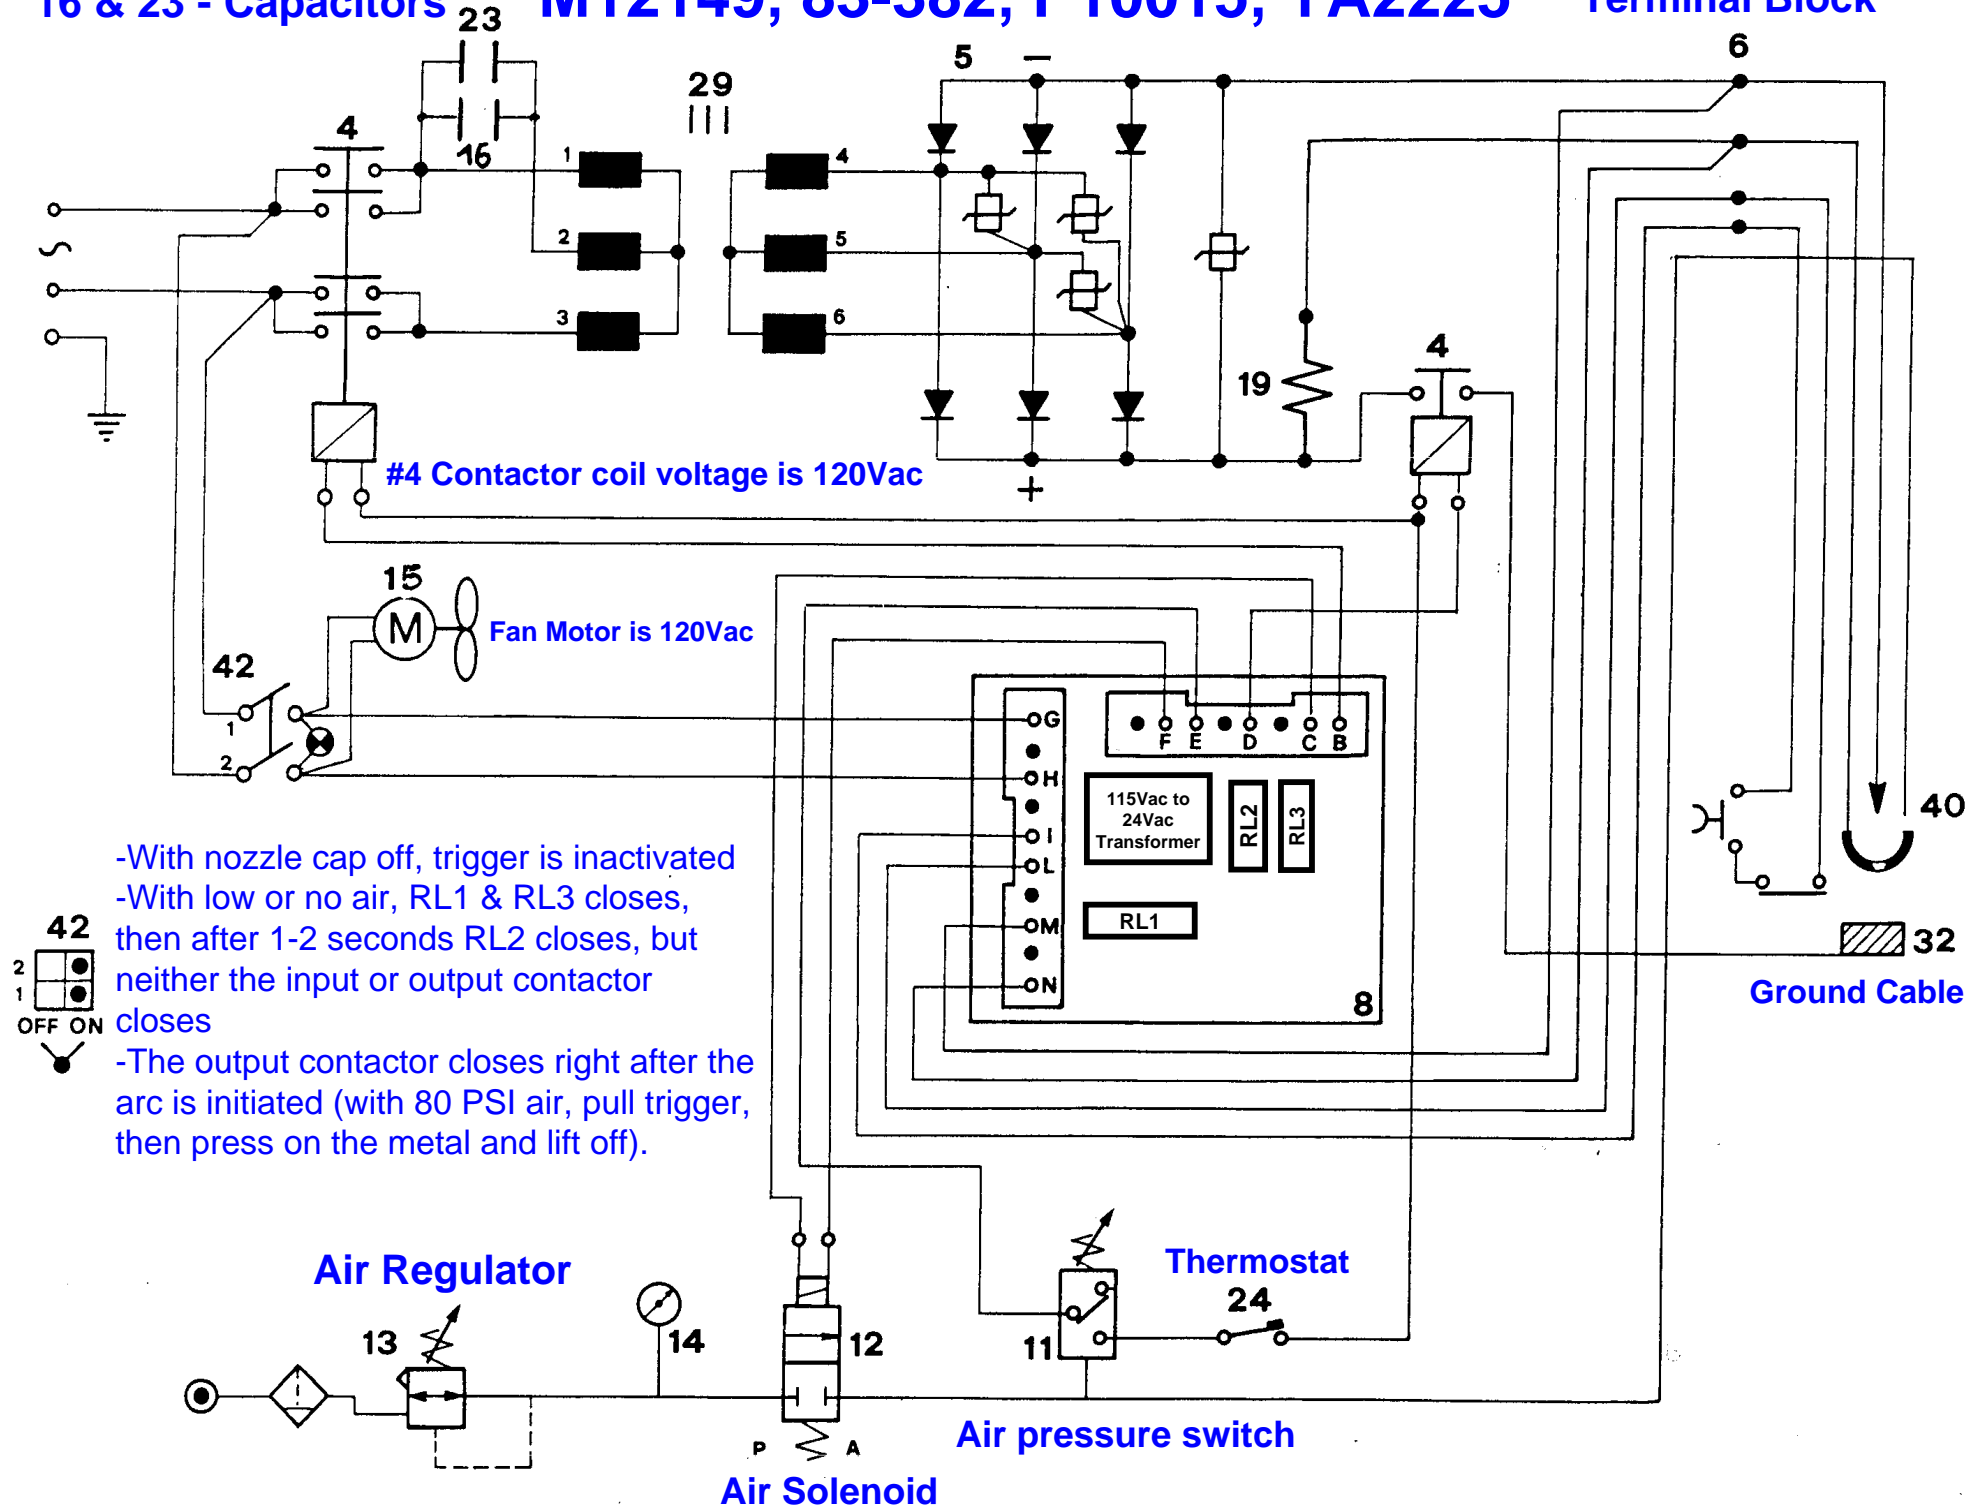 16 & 23 - Capacitors
Terminal Block
23
29
5
−
6
4
16
1
2
3
4
5
6
19
4
#4 Contactor coil voltage is 120Vac
+
15
M
Fan Motor is 120Vac
42
1
2
G
H
I
L
M
N
F E D C B
115Vac to
24Vac
Transformer
RL2
RL3
RL1
8
40
32
Ground Cable
-With nozzle cap off, trigger is inactivated
-With low or no air, RL1 & RL3 closes,
then after 1-2 seconds RL2 closes, but
neither the input or output contactor
closes
-The output contactor closes right after the
arc is initiated (with 80 PSI air, pull trigger,
then press on the metal and lift off).
42
2
1
OFF ON
Air Regulator
13
14
12
P A
Air Solenoid
11
Air pressure switch
Thermostat
24